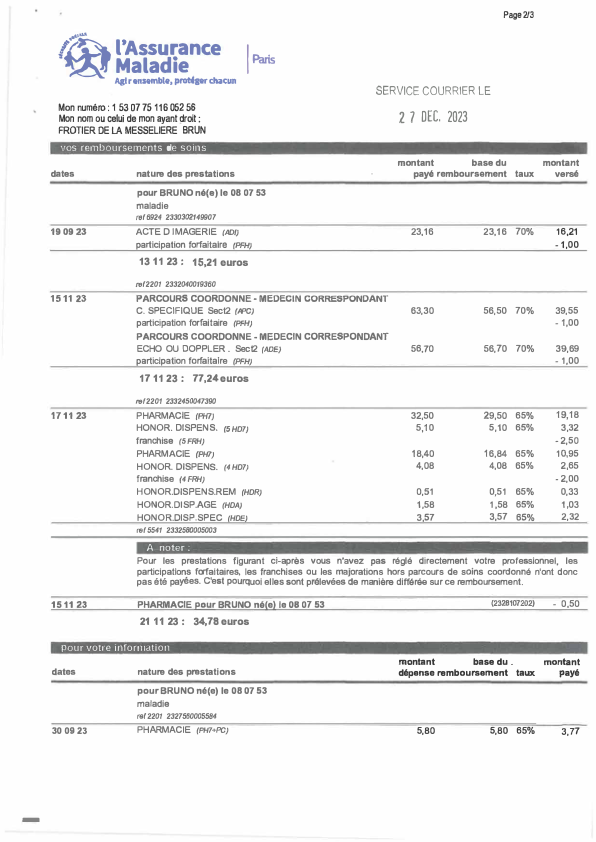 Page 2/3
SÉCURITÉ SOCIALE
l'Assurance
Maladie
Agir ensemble, protéger chacun
Paris
SERVICE COURRIER LE
27 DEC. 2023
Mon numéro : 1 53 07 75 116 052 56
Mon nom ou celui de mon ayant droit :
FROTIER DE LA MESSELIERE BRUN
vos remboursements de soins
dates nature des prestations montant payé base du remboursement taux montant versé
pour BRUNO né(e) le 08 07 53
maladie
ref 6924 2330302149907
19 09 23 ACTE D IMAGERIE (ADI) 23,16 23,16 70% 16,21
participation forfaitaire (PFH) - 1,00
13 11 23 : 15,21 euros
ref 2201 2332040019360
15 11 23 PARCOURS COORDONNE - MEDECIN CORRESPONDANT
C. SPECIFIQUE Sect2 (APC) 63,30 56,50 70% 39,55
participation forfaitaire (PFH) - 1,00
PARCOURS COORDONNE - MEDECIN CORRESPONDANT
ECHO OU DOPPLER . Sect2 (ADE) 56,70 56,70 70% 39,69
participation forfaitaire (PFH) - 1,00
17 11 23 : 77,24 euros
ref 2201 2332450047390
17 11 23 PHARMACIE (PH7) 32,50 29,50 65% 19,18
HONOR. DISPENS. (5 HD7) 5,10 5,10 65% 3,32
franchise (5 FRH) - 2,50
PHARMACIE (PH7) 18,40 16,84 65% 10,95
HONOR. DISPENS. (4 HD7) 4,08 4,08 65% 2,65
franchise (4 FRH) - 2,00
HONOR.DISPENS.REM (HDR) 0,51 0,51 65% 0,33
HONOR.DISP.AGE (HDA) 1,58 1,58 65% 1,03
HONOR.DISP.SPEC (HDE) 3,57 3,57 65% 2,32
ref 5541 2332580005003
A noter :
Pour les prestations figurant ci-après vous n'avez pas réglé directement votre professionnel, les
participations forfaitaires, les franchises ou les majorations hors parcours de soins coordonné n'ont donc
pas été payées. C'est pourquoi elles sont prélevées de manière différée sur ce remboursement.
15 11 23 PHARMACIE pour BRUNO né(e) le 08 07 53 (2328107202) - 0,50
21 11 23 : 34,78 euros
pour votre information
dates nature des prestations montant dépense base du . remboursement taux montant payé
pour BRUNO né(e) le 08 07 53
maladie
ref 2201 2327550005584
30 09 23 PHARMACIE (PH7+PC) 5,80 5,80 65% 3,77